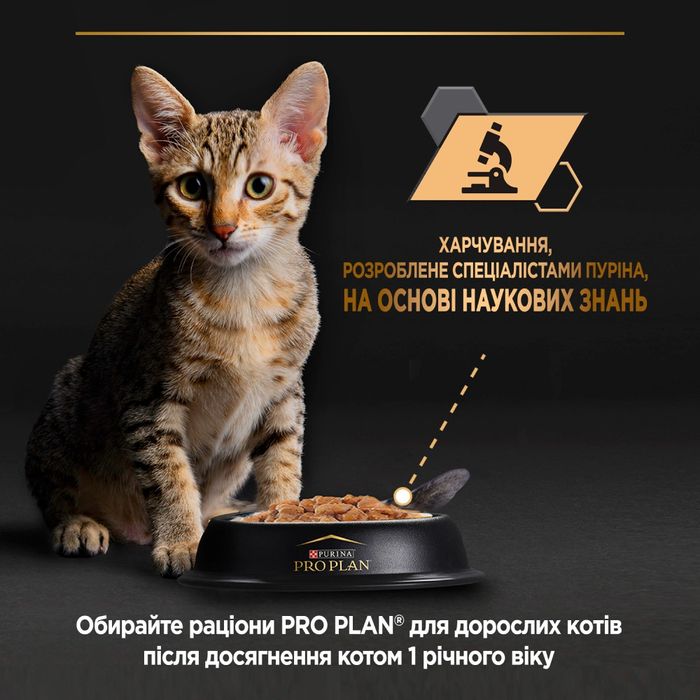 ХАРЧУВАННЯ,
РОЗРОБЛЕНЕ СПЕЦІАЛІСТАМИ ПУРІНА,
НА ОСНОВІ НАУКОВИХ ЗНАНЬ
PURINA
PRO PLAN
Обирайте раціони PRO PLAN® для дорослих котів
після досягнення котом 1 річного віку